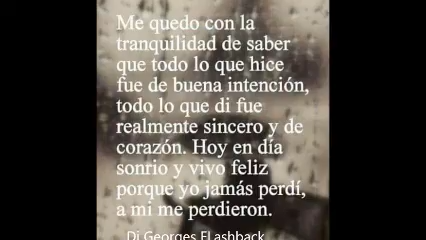 Me quedo con la
tranquilidad de saber
que todo lo que hice
fue de buena intención,
todo lo que di fue
realmente sincero y de
corazón. Hoy en día
sonrio y vivo feliz
porque yo jamás perdí,
a mi me perdieron.
Dj Georges FLashback